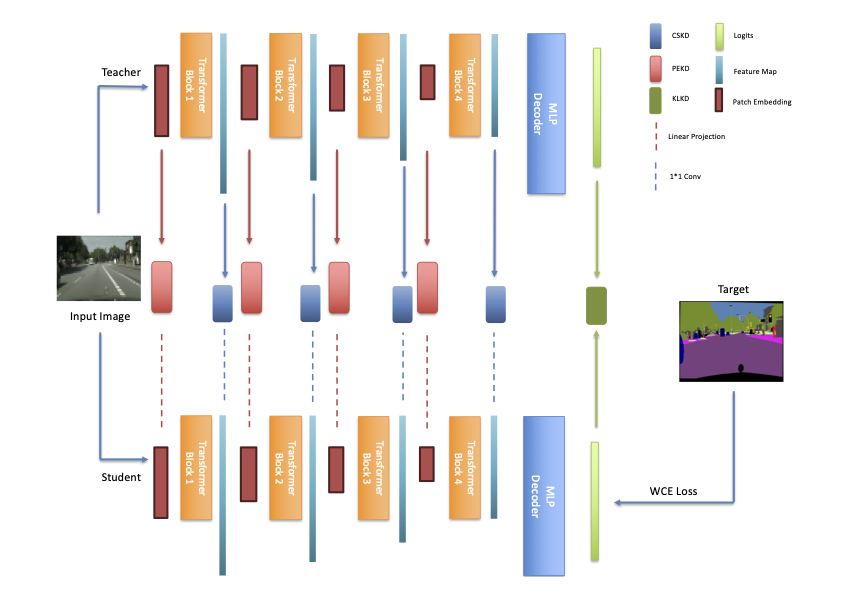 CSKD
Logits
PEKD
Feature Map
KLKD
Patch Embedding
Linear Projection
1*1 Conv
Teacher
Transformer
Block 1
Transformer
Block 2
Transformer
Block 3
Transformer
Block 4
MLP
Decoder
Input Image
Target
Student
Transformer
Block 1
Transformer
Block 2
Transformer
Block 3
Transformer
Block 4
MLP
Decoder
WCE Loss